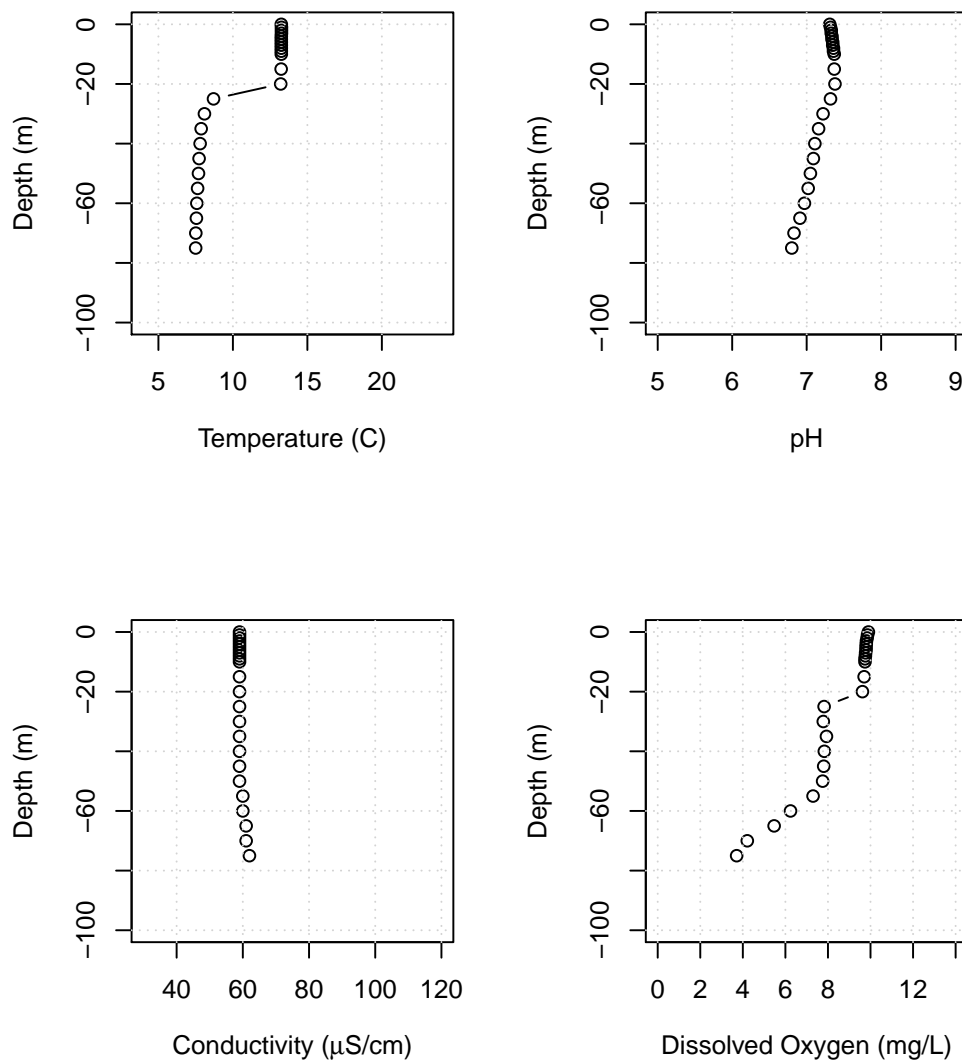 0
−20
−60
−100
Depth (m)
5 10 15 20
Temperature (C)
0
−20
−60
−100
Depth (m)
5 6 7 8 9
pH
0
−20
−60
−100
Depth (m)
40 60 80 100 120
Conductivity (μS/cm)
0
−20
−60
−100
Depth (m)
0 2 4 6 8 12
Dissolved Oxygen (mg/L)